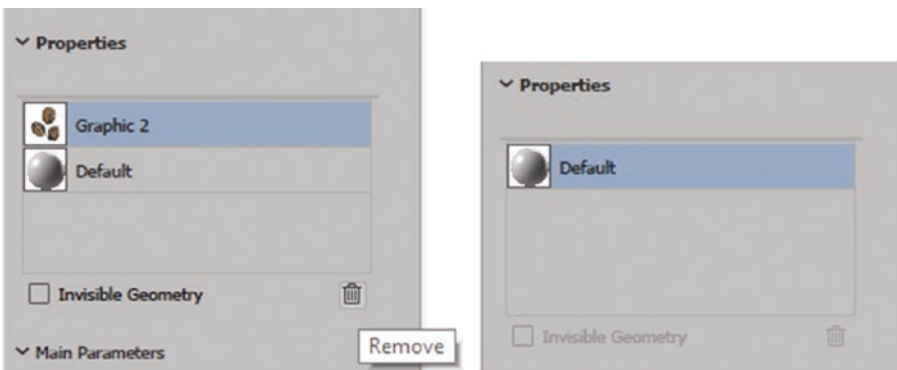 Properties
Graphic 2
Default
Invisible Geometry
Main Parameters
Remove
Properties
Default
Invisible Geometry